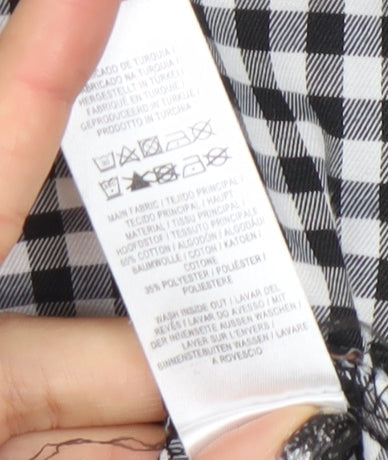 FABRICADO DE TURQUIA /
FABRICADO NA TURQUIA /
HERGESTELLT IN TÜRKEI /
FABRIQUÉ EN TURQUIE /
GEPRODUCEERD IN TURKIJE /
PRODOTTO IN TURCHIA
MAIN FABRIC / TEJIDO PRINCIPAL /
TECIDO PRINCIPAL / HAUPT
MATERIAL / TISSU PRINCIPAL /
HOOFDSTOF / TESSUTO PRINCIPALE
65% COTTON / ALGODÓN / ALGODÃO /
BAUMWOLLE / COTON / KATOEN /
COTONE
35% POLYESTER / POLIÉSTER /
POLIESTERE
WASH INSIDE OUT / LAVAR DEL
REVÉS / LAVAR DO AVESSO / MIT
DER INNENSEITE AUSSEN WASCHEN /
LAVER SUR L'ENVERS /
BINNENSTEBUITEN WASSEN / LAVARE
A ROVESCIO